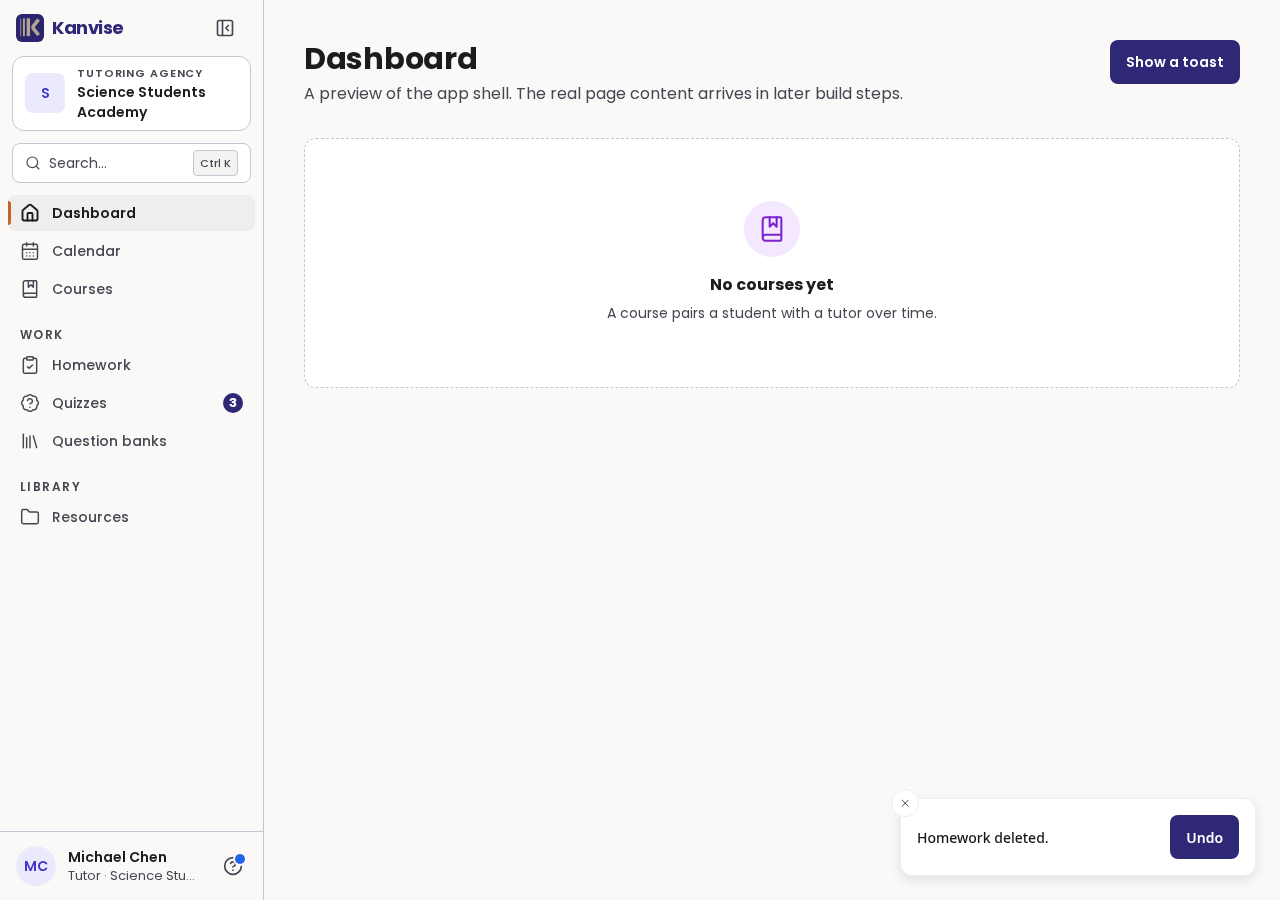 Kanvise
TUTORING AGENCY
S
Science Students
Academy
Search...
Ctrl K
Dashboard
Calendar
Courses
WORK
Homework
Quizzes
3
Question banks
LIBRARY
Resources
MC
Michael Chen
Tutor · Science Stu...
Dashboard
A preview of the app shell. The real page content arrives in later build steps.
Show a toast
No courses yet
A course pairs a student with a tutor over time.
Homework deleted.
Undo